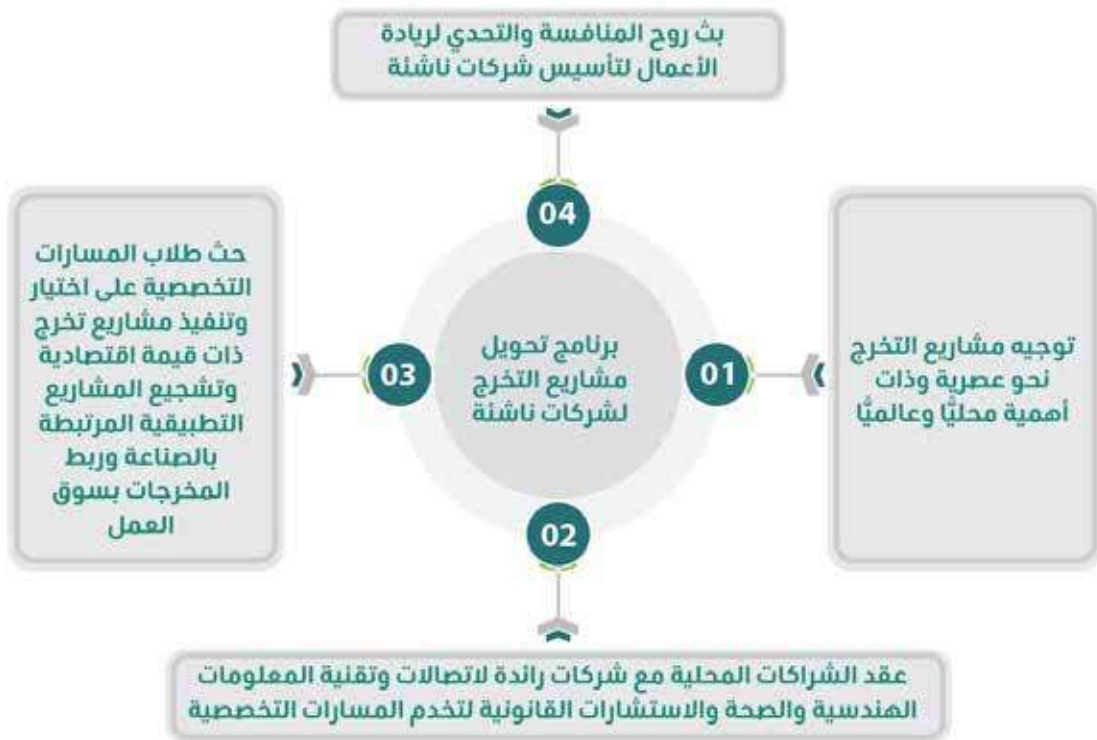 بث روح المنافسة والتحدي لريادة
الأعمال لتأسيس شركات ناشئة
04
برنامج تحويل
مشاريع التخرج
لشركات ناشئة
01
توجيه مشاريع التخرج
نحو عصرية وذات
أهمية محليًّا وعالميًّا
02
عقد الشراكات المحلية مع شركات رائدة لاتصالات وتقنية المعلومات
الهندسية والصحة والاستشارات القانونية لتخدم المسارات التخصصية
03
حث طلاب المسارات
التخصصية على اختيار
وتنفيذ مشاريع تخرج
ذات قيمة اقتصادية
وتشجيع المشاريع
التطبيقية المرتبطة
بالصناعة وربط
المخرجات بسوق
العمل